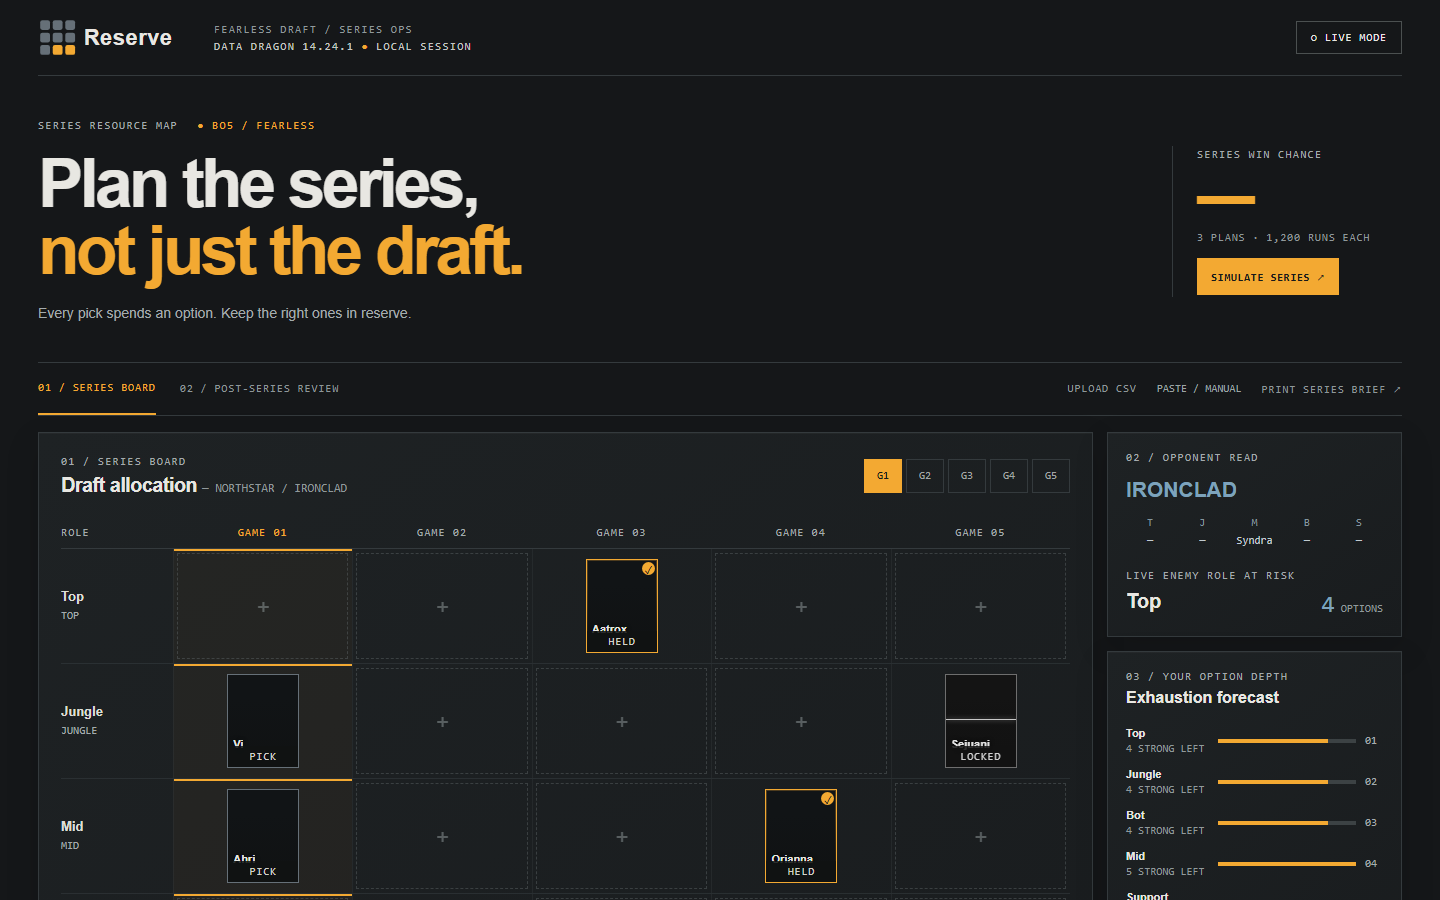 Reserve
FEARLESS DRAFT / SERIES OPS
DATA DRAGON 14.24.1 ● LOCAL SESSION
LIVE MODE
SERIES RESOURCE MAP ● BO5 / FEARLESS
Plan the series,
not just the draft.
Every pick spends an option. Keep the right ones in reserve.
SERIES WIN CHANCE
—
3 PLANS · 1,200 RUNS EACH
SIMULATE SERIES ↗
01 / SERIES BOARD
02 / POST-SERIES REVIEW
UPLOAD CSV
PASTE / MANUAL
PRINT SERIES BRIEF ↗
01 / SERIES BOARD
Draft allocation — NORTHSTAR / IRONCLAD
G1 G2 G3 G4 G5
ROLE GAME 01 GAME 02 GAME 03 GAME 04 GAME 05
Top
TOP
+
+
Aatrox
HELD
+
+
Jungle
JUNGLE
Vi
PICK
+
+
+
Sejuani
LOCKED
Mid
MID
Ahri
PICK
+
+
Orianna
HELD
+
02 / OPPONENT READ
IRONCLAD
T J M B S
— — Syndra — —
LIVE ENEMY ROLE AT RISK
Top 4 OPTIONS
03 / YOUR OPTION DEPTH
Exhaustion forecast
Top
4 STRONG LEFT 01
Jungle
4 STRONG LEFT 02
Bot
4 STRONG LEFT 03
Mid
5 STRONG LEFT 04
Support